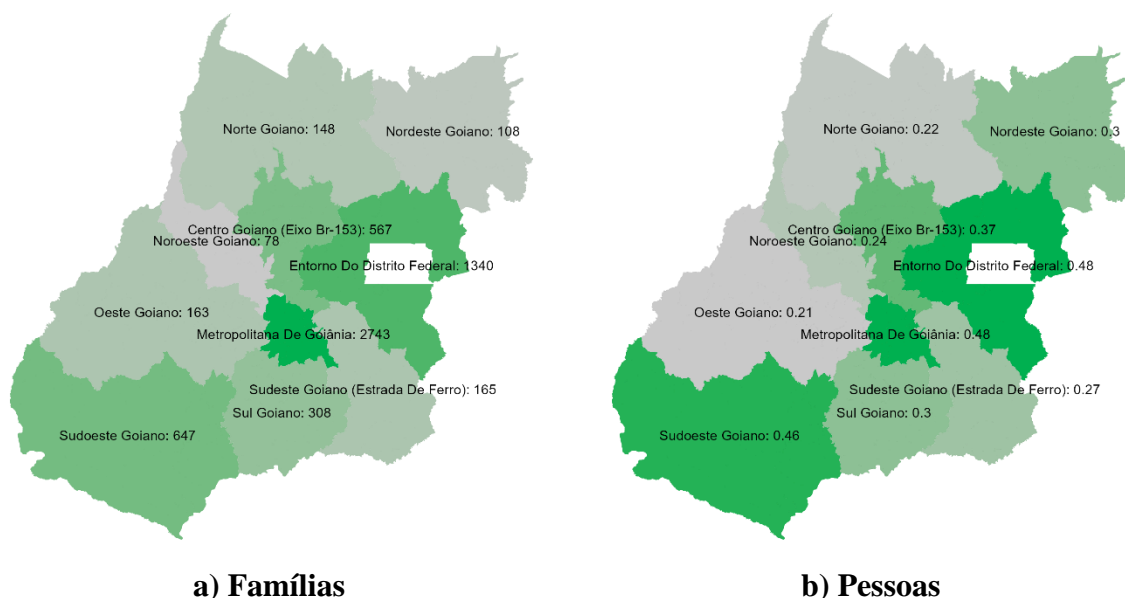 Norte Goiano: 148
Nordeste Goiano: 108
Centro Goiano (Eixo Br-153): 567
Noroeste Goiano: 78
Entorno Do Distrito Federal: 1340
Oeste Goiano: 163
Metropolitana De Goiânia: 2743
Sudeste Goiano (Estrada De Ferro): 165
Sul Goiano: 308
Sudoeste Goiano: 647
a) Famílias
Norte Goiano: 0.22
Nordeste Goiano: 0.3
Centro Goiano (Eixo Br-153): 0.37
Noroeste Goiano: 0.24
Entorno Do Distrito Federal: 0.48
Oeste Goiano: 0.21
Metropolitana De Goiânia: 0.48
Sudeste Goiano (Estrada De Ferro): 0.27
Sul Goiano: 0.3
Sudoeste Goiano: 0.46
b) Pessoas